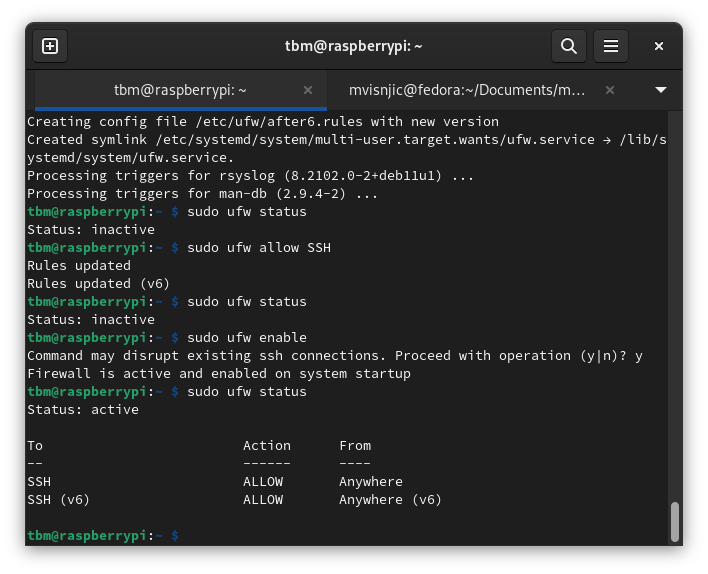 tbm@raspberrypi: ~
tbm@raspberrypi: ~
mvisnjic@fedora:~/Documents/m...
Creating config file /etc/ufw/after6.rules with new version
Created symlink /etc/systemd/system/multi-user.target.wants/ufw.service → /lib/s
ystemd/system/ufw.service.
Processing triggers for rsyslog (8.2102.0-2+deb11u1) ...
Processing triggers for man-db (2.9.4-2) ...
tbm@raspberrypi:~ $ sudo ufw status
Status: inactive
tbm@raspberrypi:~ $ sudo ufw allow SSH
Rules updated
Rules updated (v6)
tbm@raspberrypi:~ $ sudo ufw status
Status: inactive
tbm@raspberrypi:~ $ sudo ufw enable
Command may disrupt existing ssh connections. Proceed with operation (y|n)? y
Firewall is active and enabled on system startup
tbm@raspberrypi:~ $ sudo ufw status
Status: active
To                         Action      From
--                         ------      ----
SSH                        ALLOW       Anywhere
SSH (v6)                   ALLOW       Anywhere (v6)
tbm@raspberrypi:~ $